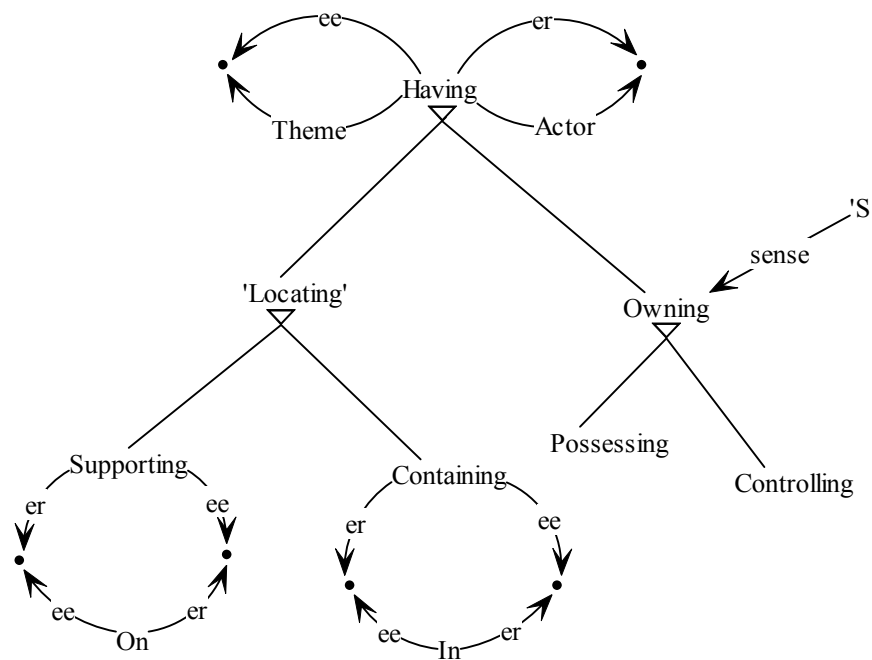 ee
er
Having
Theme
Actor
'S
sense
'Locating'
Owning
Possessing
Supporting
Containing
Controlling
er
ee
er
ee
ee
er
ee
er
On
In